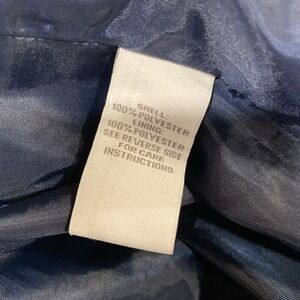 SHELL:
100% POLYESTER
LINING:
100% POLYESTER
SEE REVERSE SIDE
FOR CARE
INSTRUCTIONS